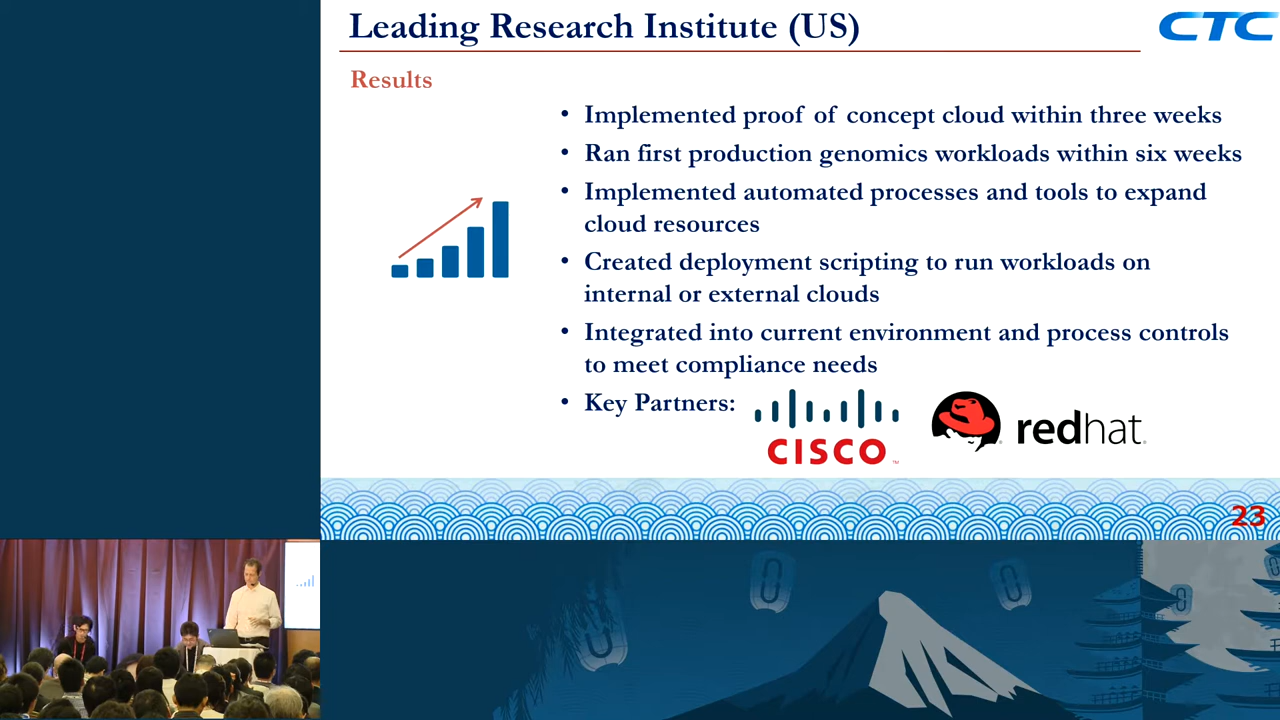 Leading Research Institute (US)
CTC
Results
• Implemented proof of concept cloud within three weeks
• Ran first production genomics workloads within six weeks
• Implemented automated processes and tools to expand
cloud resources
• Created deployment scripting to run workloads on
internal or external clouds
• Integrated into current environment and process controls
to meet compliance needs
• Key Partners:
CISCO™
redhat.
23